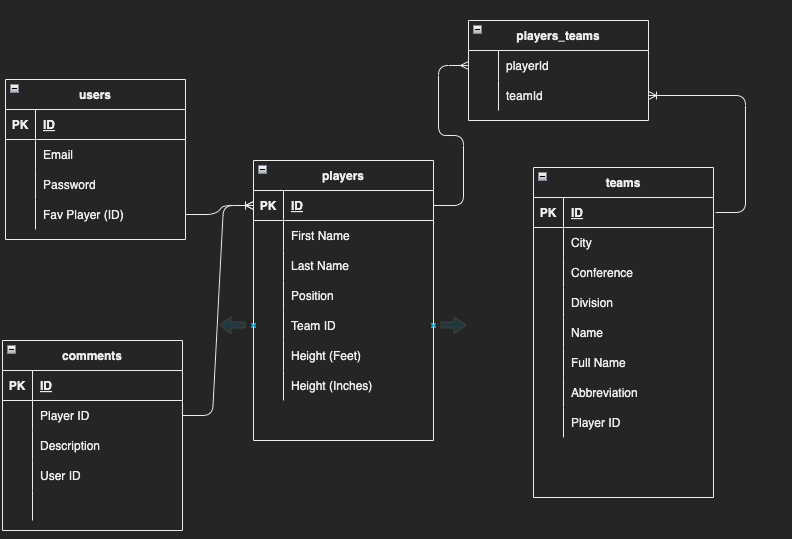 players_teams
playerId
teamId
users
PK ID
Email
Password
Fav Player (ID)
players
PK ID
First Name
Last Name
Position
Team ID
Height (Feet)
Height (Inches)
teams
PK ID
City
Conference
Division
Name
Full Name
Abbreviation
Player ID
comments
PK ID
Player ID
Description
User ID